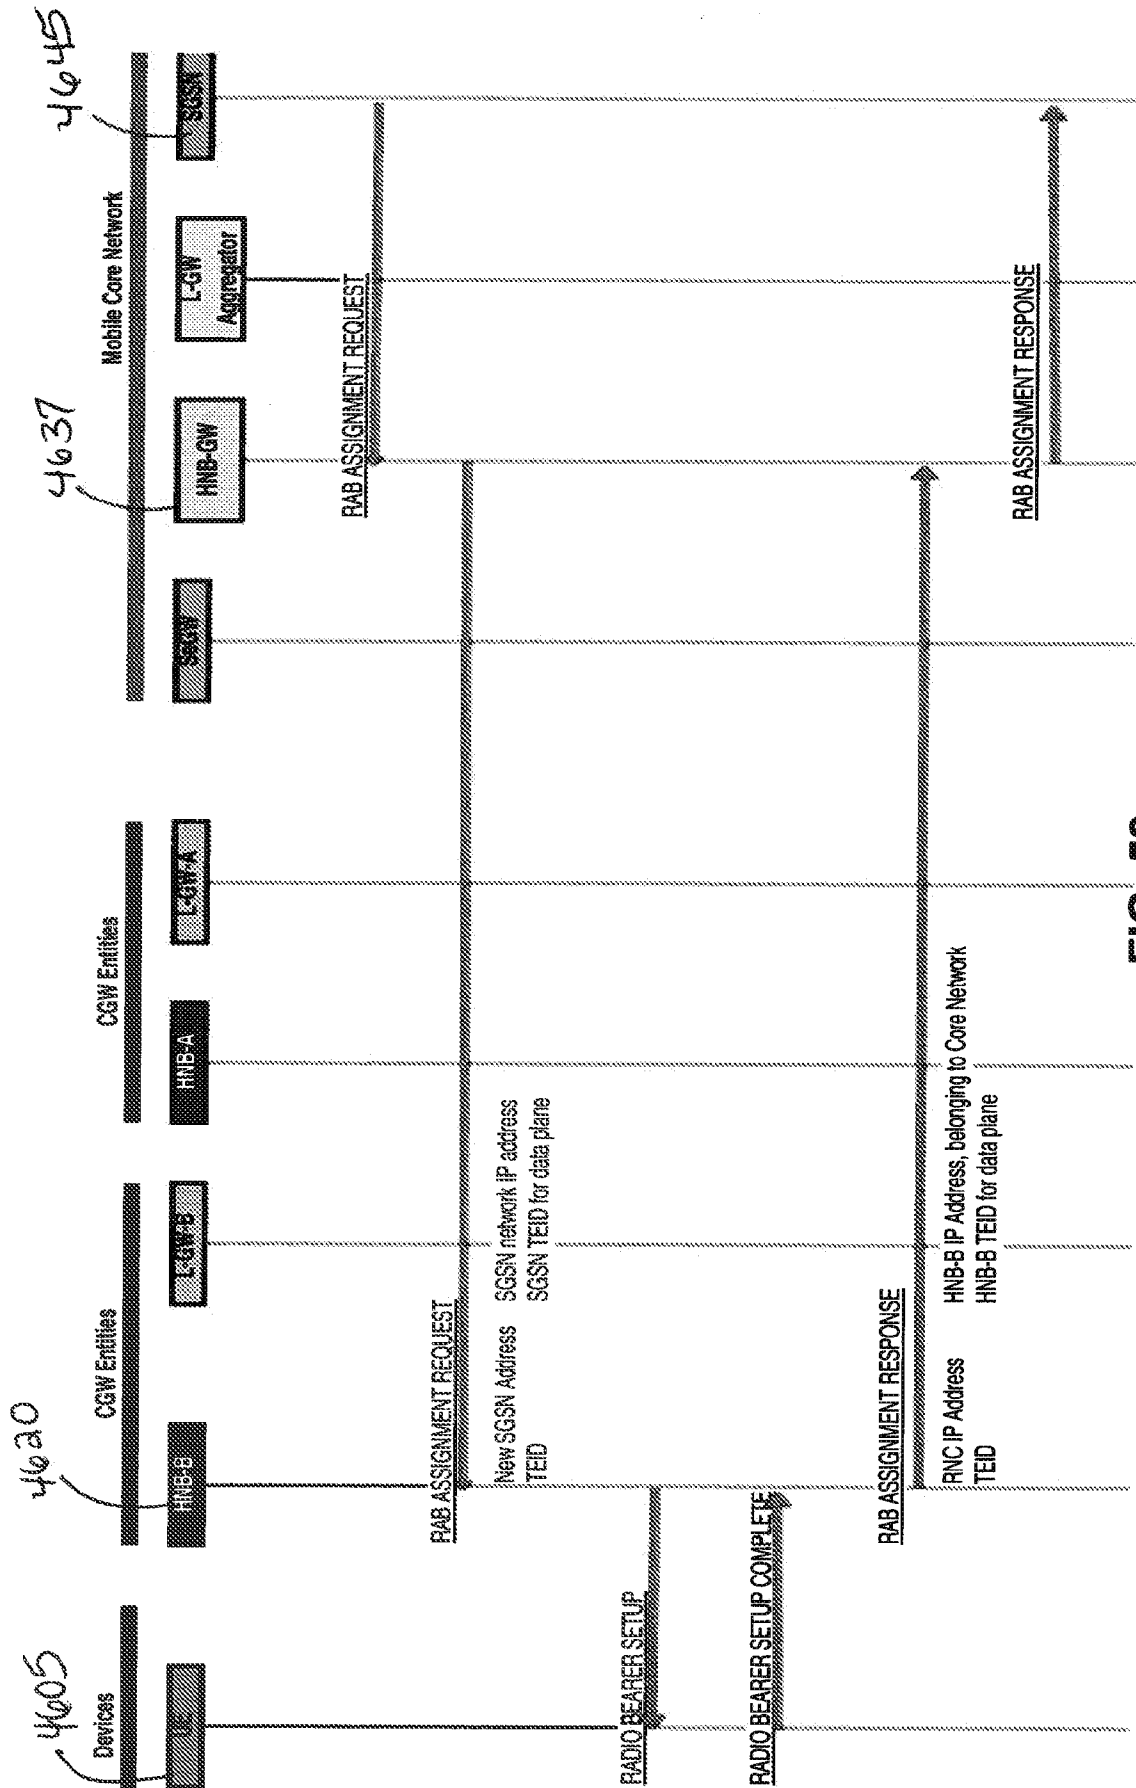 4605
4620
4637
4645
Devices
CGW Entities
CGW Entities
Mobile Core Network
UE
HNB-B
L-GW-B
HNB-A
L-GW-A
SeGW
HNB-GW
L-GW
Aggregator
SGSN
RAB ASSIGNMENT REQUEST
RAB ASSIGNMENT REQUEST
New SGSN Address
TEID
SGSN network IP address
SGSN TEID for data plane
RADIO BEARER SETUP
RADIO BEARER SETUP COMPLETE
RAB ASSIGNMENT RESPONSE
RNC IP Address
TEID
HNB-B IP Address, belonging to Core Network
HNB-B TEID for data plane
RAB ASSIGNMENT RESPONSE